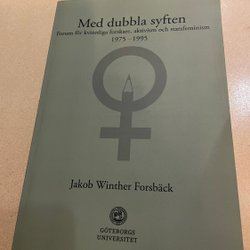 Med dubbla syften
Forum för kvinnliga forskare, aktivism och statsfeminism
1975 – 1995
Jakob Winther Forsbäck
GÖTEBORGS
UNIVERSITET